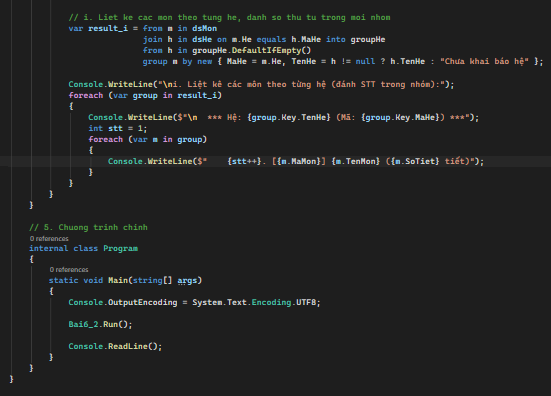 // i. Liet ke cac mon theo tung he, danh so thu tu trong moi nhom
var result_i = from m in dsMon
join h in dsHe on m.He equals h.MaHe into groupHe
from h in groupHe.DefaultIfEmpty()
group m by new { MaHe = m.He, TenHe = h != null ? h.TenHe : "Chưa khai báo hệ" };
Console.WriteLine("\ni. Liệt kê các môn theo từng hệ (đánh STT trong nhóm):");
foreach (var group in result_i)
{
Console.WriteLine($"\n  *** Hệ: {group.Key.TenHe} (Mã: {group.Key.MaHe}) ***");
int stt = 1;
foreach (var m in group)
{
Console.WriteLine($"    {stt++}. [{m.MaMon}] {m.TenMon} ({m.SoTiet} tiết)");
}
}
}
}
// 5. Chuong trinh chinh
0 references
internal class Program
{
0 references
static void Main(string[] args)
{
Console.OutputEncoding = System.Text.Encoding.UTF8;
Bai6_2.Run();
Console.ReadLine();
}
}
}